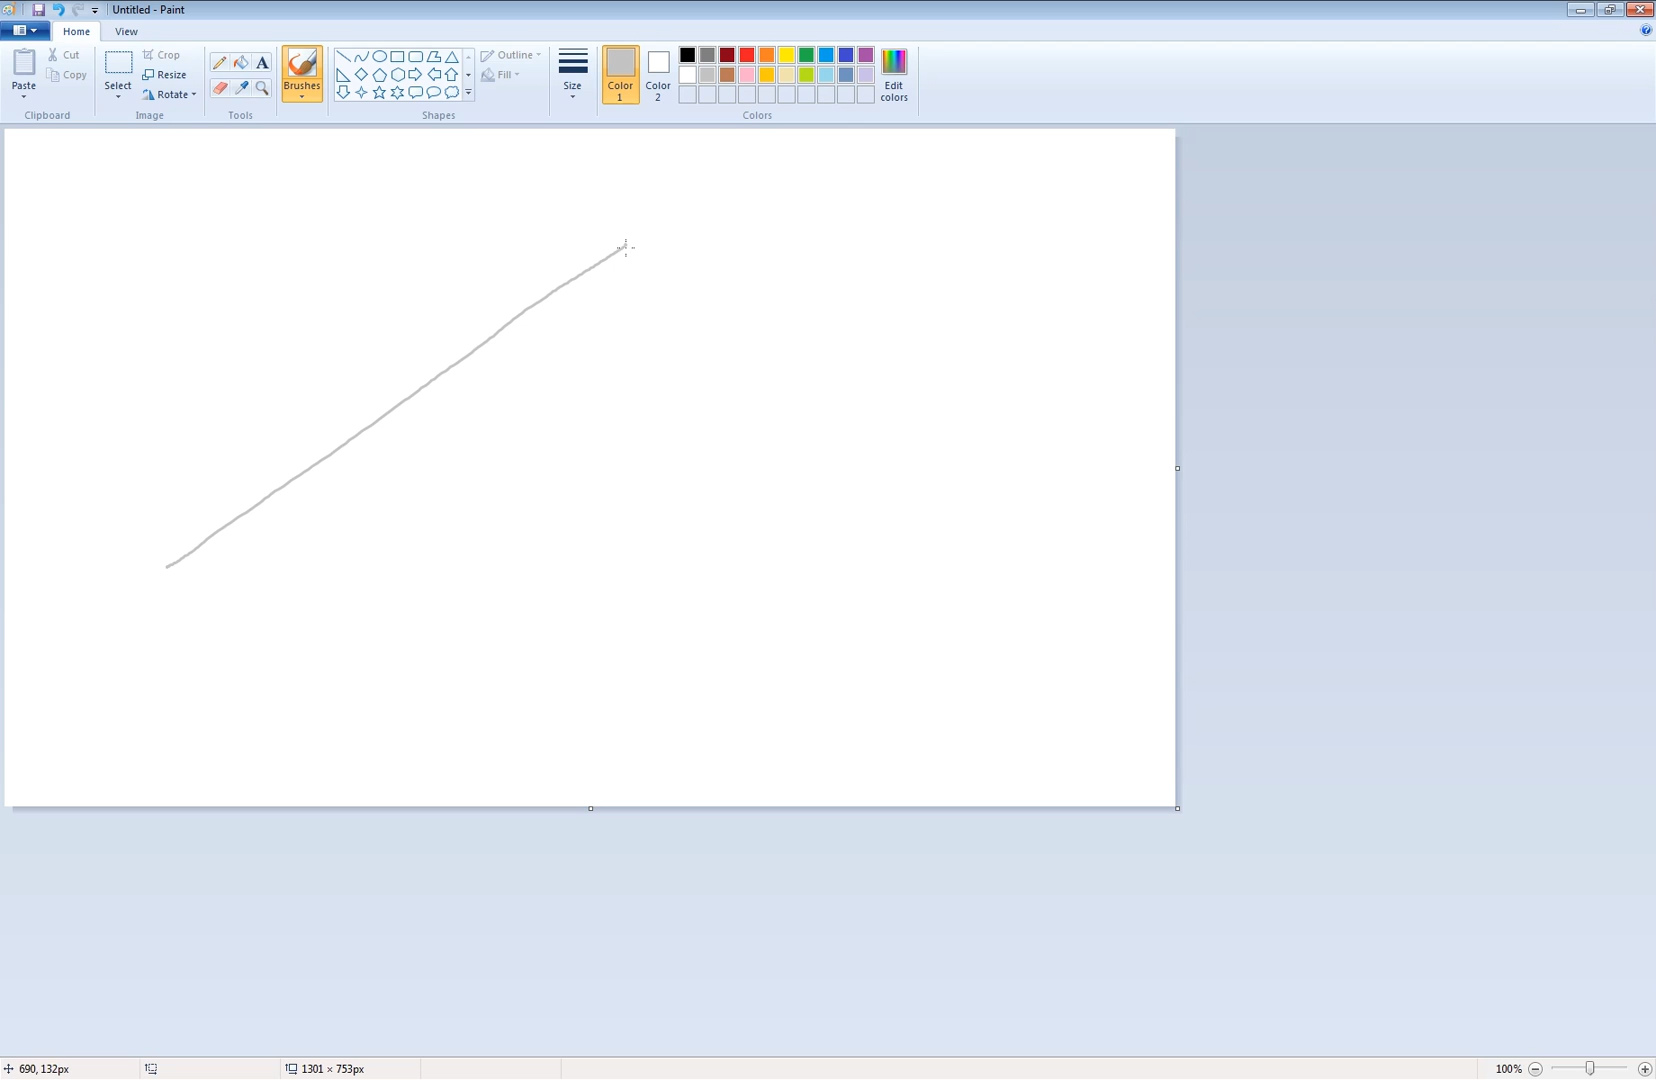 Untitled - Paint
Home View
Cut Crop Outline
Copy Resize Fill
Paste Select Rotate Brushes Size Color 1 Color 2 Edit colors
Clipboard Image Tools Shapes Colors
690, 132px 1301 × 753px 100%